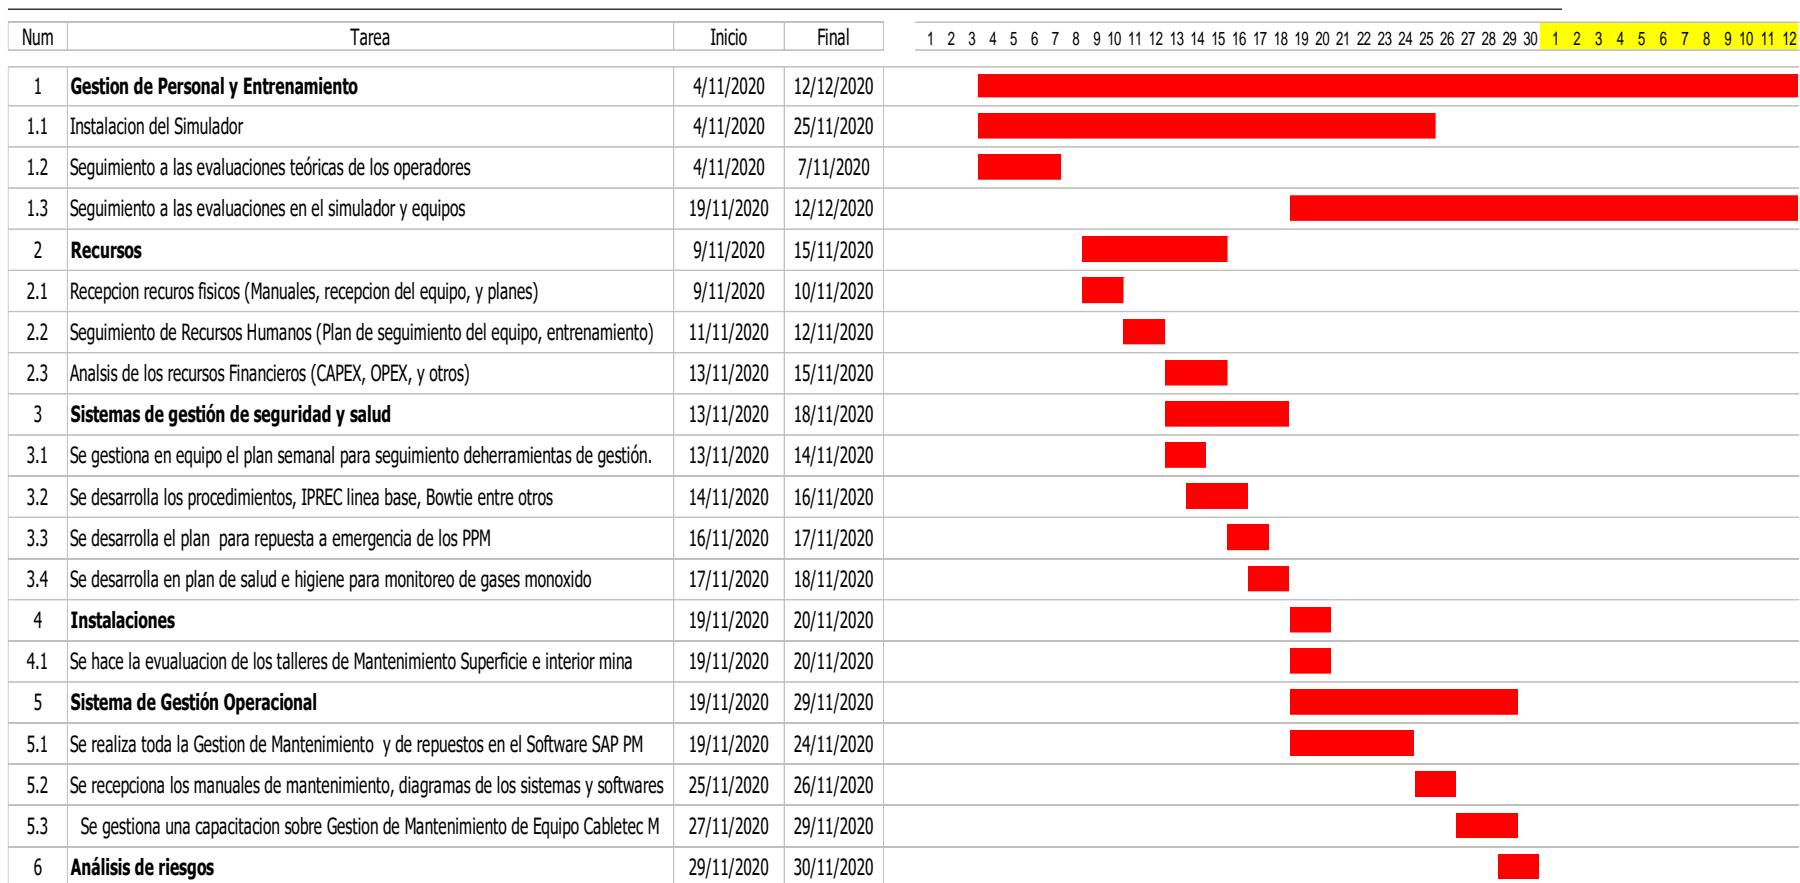 Num Tarea Inicio Final 1 2 3 4 5 6 7 8 9 10 11 12 13 14 15 16 17 18 19 20 21 22 23 24 25 26 27 28 29 30 1 2 3 4 5 6 7 8 9 10 11 12
1 Gestion de Personal y Entrenamiento 4/11/2020 12/12/2020
1.1 Instalacion del Simulador 4/11/2020 25/11/2020
1.2 Seguimiento a las evaluaciones teóricas de los operadores 4/11/2020 7/11/2020
1.3 Seguimiento a las evaluaciones en el simulador y equipos 19/11/2020 12/12/2020
2 Recursos 9/11/2020 15/11/2020
2.1 Recepcion recuros fisicos (Manuales, recepcion del equipo, y planes) 9/11/2020 10/11/2020
2.2 Seguimiento de Recursos Humanos (Plan de seguimiento del equipo, entrenamiento) 11/11/2020 12/11/2020
2.3 Analsis de los recursos Financieros (CAPEX, OPEX, y otros) 13/11/2020 15/11/2020
3 Sistemas de gestión de seguridad y salud 13/11/2020 18/11/2020
3.1 Se gestiona en equipo el plan semanal para seguimiento deherramientas de gestión. 13/11/2020 14/11/2020
3.2 Se desarrolla los procedimientos, IPREC linea base, Bowtie entre otros 14/11/2020 16/11/2020
3.3 Se desarrolla el plan para repuesta a emergencia de los PPM 16/11/2020 17/11/2020
3.4 Se desarrolla en plan de salud e higiene para monitoreo de gases monoxido 17/11/2020 18/11/2020
4 Instalaciones 19/11/2020 20/11/2020
4.1 Se hace la evualuacion de los talleres de Mantenimiento Superficie e interior mina 19/11/2020 20/11/2020
5 Sistema de Gestión Operacional 19/11/2020 29/11/2020
5.1 Se realiza toda la Gestion de Mantenimiento y de repuestos en el Software SAP PM 19/11/2020 24/11/2020
5.2 Se recepciona los manuales de mantenimiento, diagramas de los sistemas y softwares 25/11/2020 26/11/2020
5.3 Se gestiona una capacitacion sobre Gestion de Mantenimiento de Equipo Cabletec M 27/11/2020 29/11/2020
6 Análisis de riesgos 29/11/2020 30/11/2020